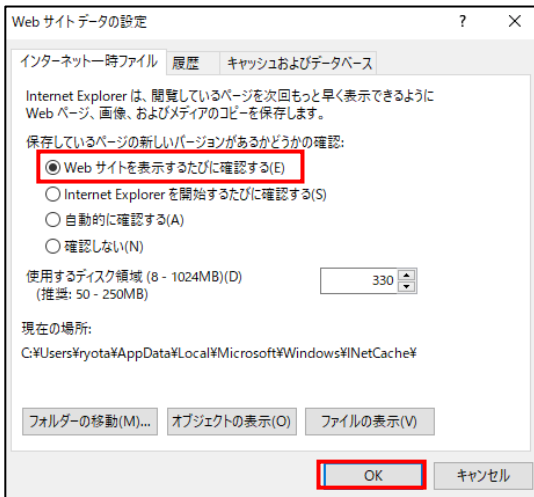 Web サイト データの設定
? ×
インターネット一時ファイル 履歴 キャッシュおよびデータベース
Internet Explorer は、閲覧しているページを次回もっと早く表示できるように
Web ページ、画像、およびメディアのコピーを保存します。
保存しているページの新しいバージョンがあるかどうかの確認:
Web サイトを表示するたびに確認する(E)
Internet Explorer を開始するたびに確認する(S)
自動的に確認する(A)
確認しない(N)
使用するディスク領域 (8 - 1024MB)(D) 330
(推奨: 50 - 250MB)
現在の場所:
C:¥Users¥ryota¥AppData¥Local¥Microsoft¥Windows¥INetCache¥
フォルダーの移動(M)... オブジェクトの表示(O) ファイルの表示(V)
OK キャンセル